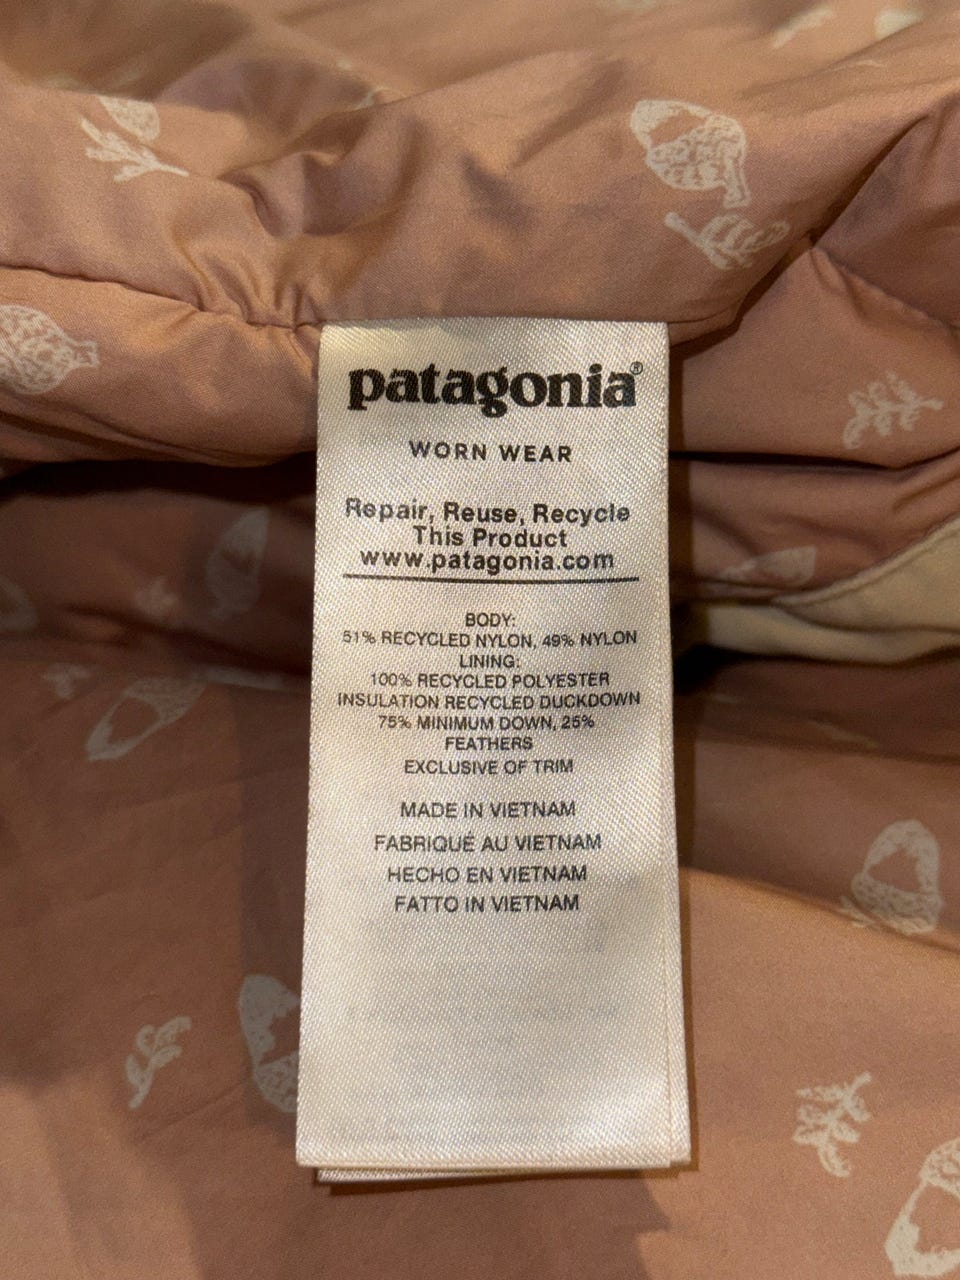 patagonia®
WORN WEAR
Repair, Reuse, Recycle
This Product
www.patagonia.com
BODY:
51% RECYCLED NYLON, 49% NYLON
LINING:
100% RECYCLED POLYESTER
INSULATION RECYCLED DUCKDOWN
75% MINIMUM DOWN, 25%
FEATHERS
EXCLUSIVE OF TRIM
MADE IN VIETNAM
FABRIQUÉ AU VIETNAM
HECHO EN VIETNAM
FATTO IN VIETNAM